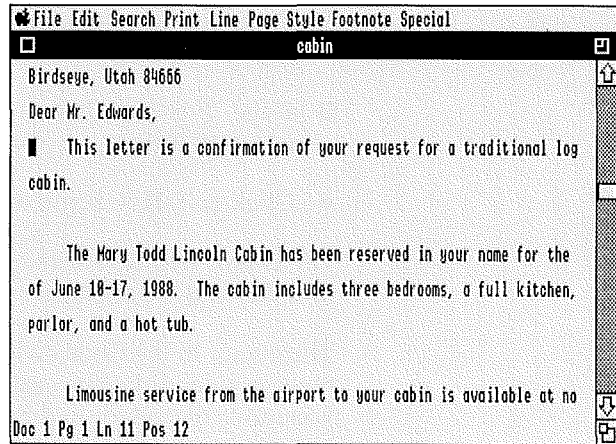 File Edit Search Print Line Page Style Footnote Special
cabin
Birdseye, Utah 84666
Dear Mr. Edwards,
This letter is a confirmation of your request for a traditional log
cabin.
The Mary Todd Lincoln Cabin has been reserved in your name for the
of June 10-17, 1988. The cabin includes three bedrooms, a full kitchen,
parlor, and a hot tub.
Limousine service from the airport to your cabin is available at no
Doc 1 Pg 1 Ln 11 Pos 12